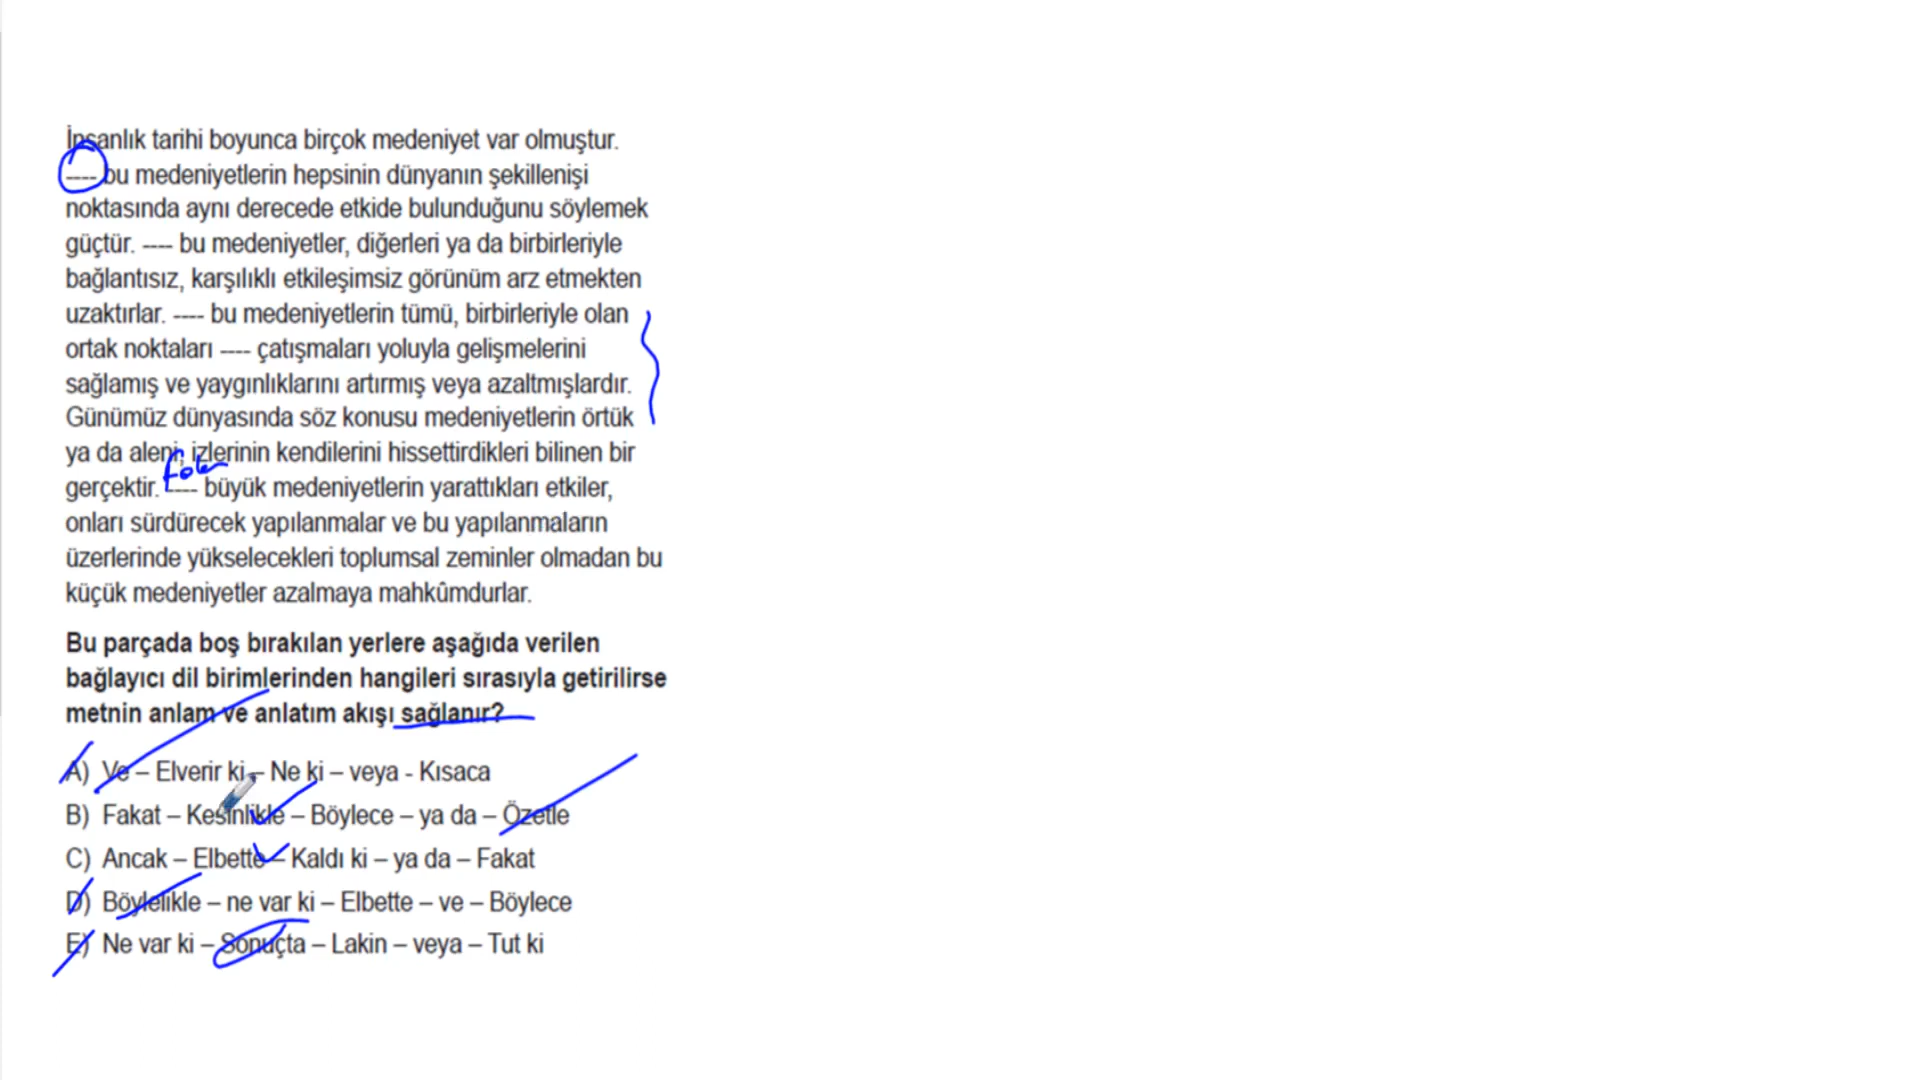 İnsanlık tarihi boyunca birçok medeniyet var olmuştur.
---- bu medeniyetlerin hepsinin dünyanın şekillenişi
noktasında aynı derecede etkide bulunduğunu söylemek
güçtür. ---- bu medeniyetler, diğerleri ya da birbirleriyle
bağlantısız, karşılıklı etkileşimsiz görünüm arz etmekten
uzaktırlar. ---- bu medeniyetlerin tümü, birbirleriyle olan
ortak noktaları ---- çatışmaları yoluyla gelişmelerini
sağlamış ve yaygınlıklarını artırmış veya azaltmışlardır.
Günümüz dünyasında söz konusu medeniyetlerin örtük
ya da aleni, izlerinin kendilerini hissettirdikleri bilinen bir
gerçektir. ---- büyük medeniyetlerin yarattıkları etkiler,
onları sürdürecek yapılanmalar ve bu yapılanmaların
üzerlerinde yükselecekleri toplumsal zeminler olmadan bu
küçük medeniyetler azalmaya mahkûmdurlar.
Bu parçada boş bırakılan yerlere aşağıda verilen
bağlayıcı dil birimlerinden hangileri sırasıyla getirilirse
metnin anlam ve anlatım akışı sağlanır?
A) Ve – Elverir ki – Ne ki – veya - Kısaca
B) Fakat – Kesinlikle – Böylece – ya da – Özetle
C) Ancak – Elbette – Kaldı ki – ya da – Fakat
D) Böylelikle – ne var ki – Elbette – ve – Böylece
E) Ne var ki – Sonuçta – Lakin – veya – Tut ki